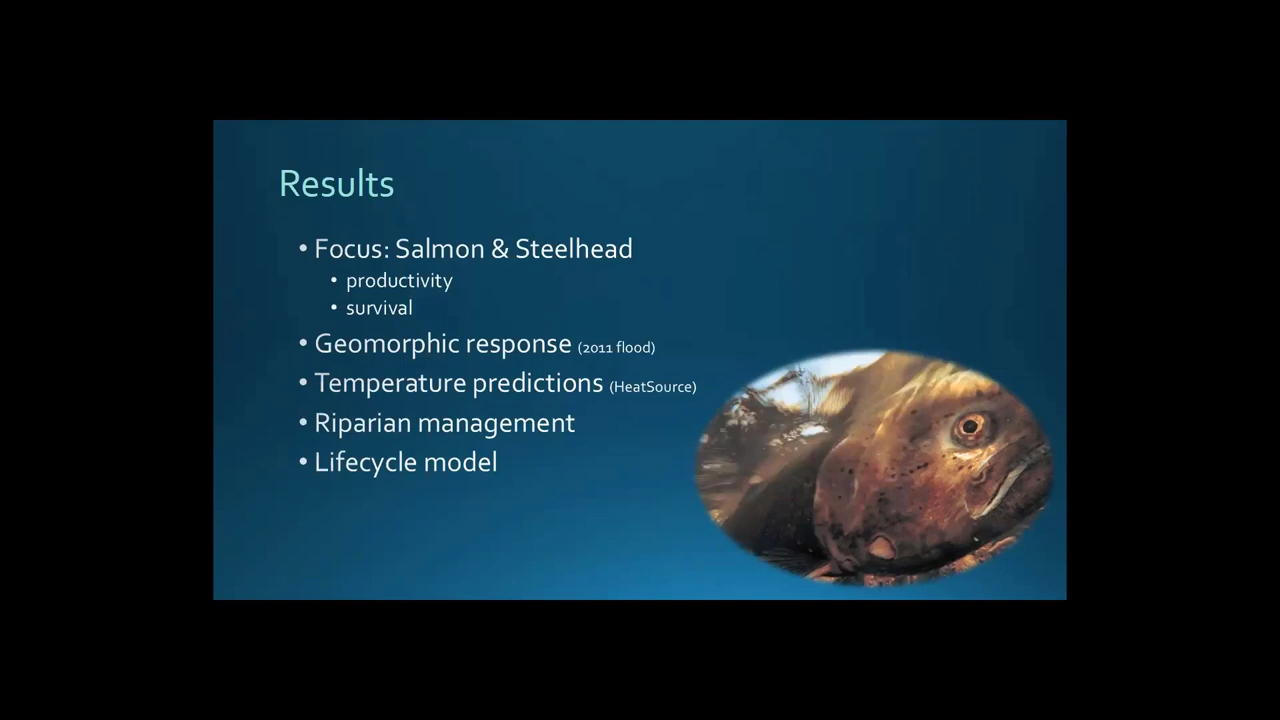 Results
• Focus: Salmon & Steelhead
• productivity
• survival
• Geomorphic response (2011 flood)
• Temperature predictions (HeatSource)
• Riparian management
• Lifecycle model